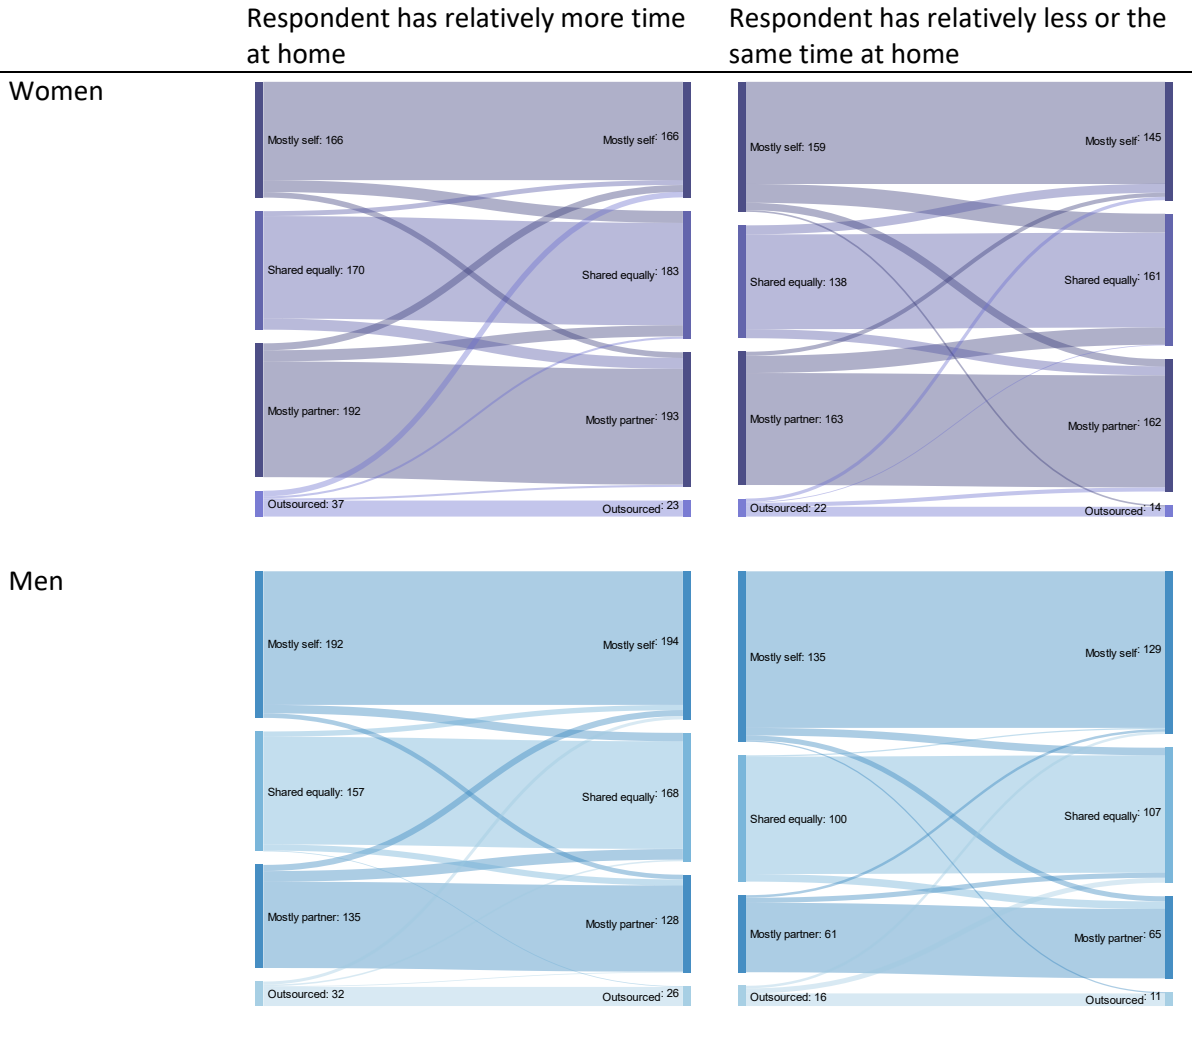 Respondent has relatively more time
at home
Respondent has relatively less or the
same time at home
Women
Mostly self: 166
Mostly self: 166
Shared equally: 170
Shared equally: 183
Mostly partner: 192
Mostly partner: 193
Outsourced: 37
Outsourced: 23
Mostly self: 159
Mostly self: 145
Shared equally: 138
Shared equally: 161
Mostly partner: 163
Mostly partner: 162
Outsourced: 22
Outsourced: 14
Men
Mostly self: 192
Mostly self: 194
Shared equally: 157
Shared equally: 168
Mostly partner: 135
Mostly partner: 128
Outsourced: 32
Outsourced: 26
Mostly self: 135
Mostly self: 129
Shared equally: 100
Shared equally: 107
Mostly partner: 61
Mostly partner: 65
Outsourced: 16
Outsourced: 11